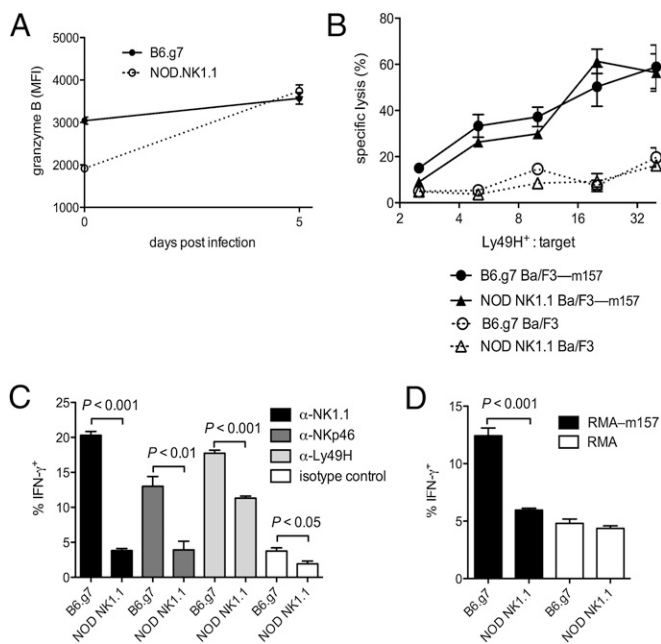 A
B6.g7
NOD.NK1.1
granzyme B (MFI)
5000
4000
3000
2000
1000
0
5
days post infection
B
specific lysis (%)
80
60
40
20
0
2
4
8
16
32
Ly49H+ : target
B6.g7 Ba/F3—m157
NOD NK1.1 Ba/F3—m157
B6.g7 Ba/F3
NOD NK1.1 Ba/F3
C
% IFN-γ+
25
20
15
10
5
0
P < 0.001
P < 0.01
P < 0.001
P < 0.05
α-NK1.1
α-NKp46
α-Ly49H
isotype control
B6.g7
NOD NK1.1
B6.g7
NOD NK1.1
B6.g7
NOD NK1.1
B6.g7
NOD NK1.1
D
% IFN-γ+
15
10
5
0
P < 0.001
RMA–m157
RMA
B6.g7
NOD NK1.1
B6.g7
NOD NK1.1